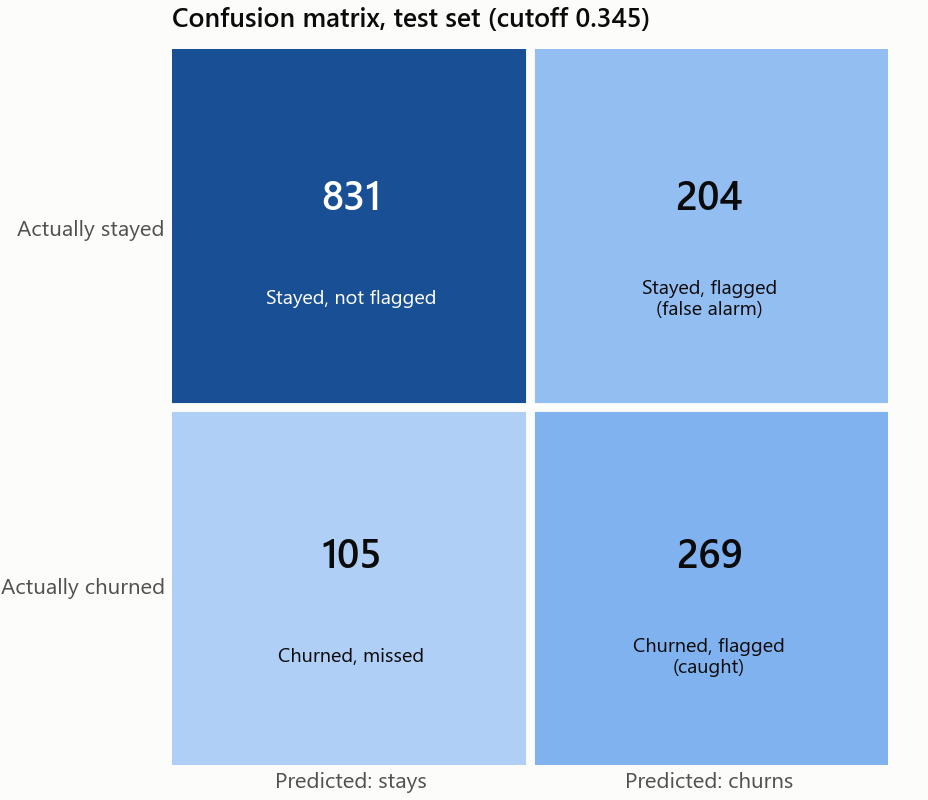 Confusion matrix, test set (cutoff 0.345)
Actually stayed
831
Stayed, not flagged
204
Stayed, flagged
(false alarm)
Actually churned
105
Churned, missed
269
Churned, flagged
(caught)
Predicted: stays
Predicted: churns